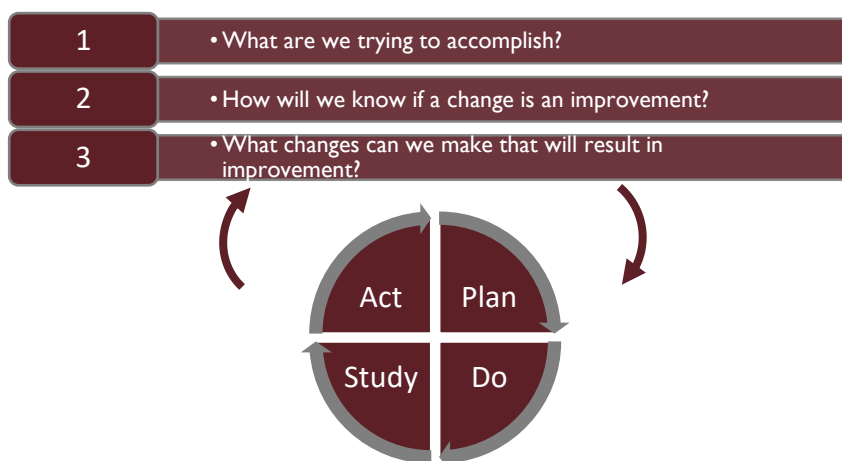 1
• What are we trying to accomplish?
2
• How will we know if a change is an improvement?
3
• What changes can we make that will result in
improvement?
Act
Plan
Study
Do